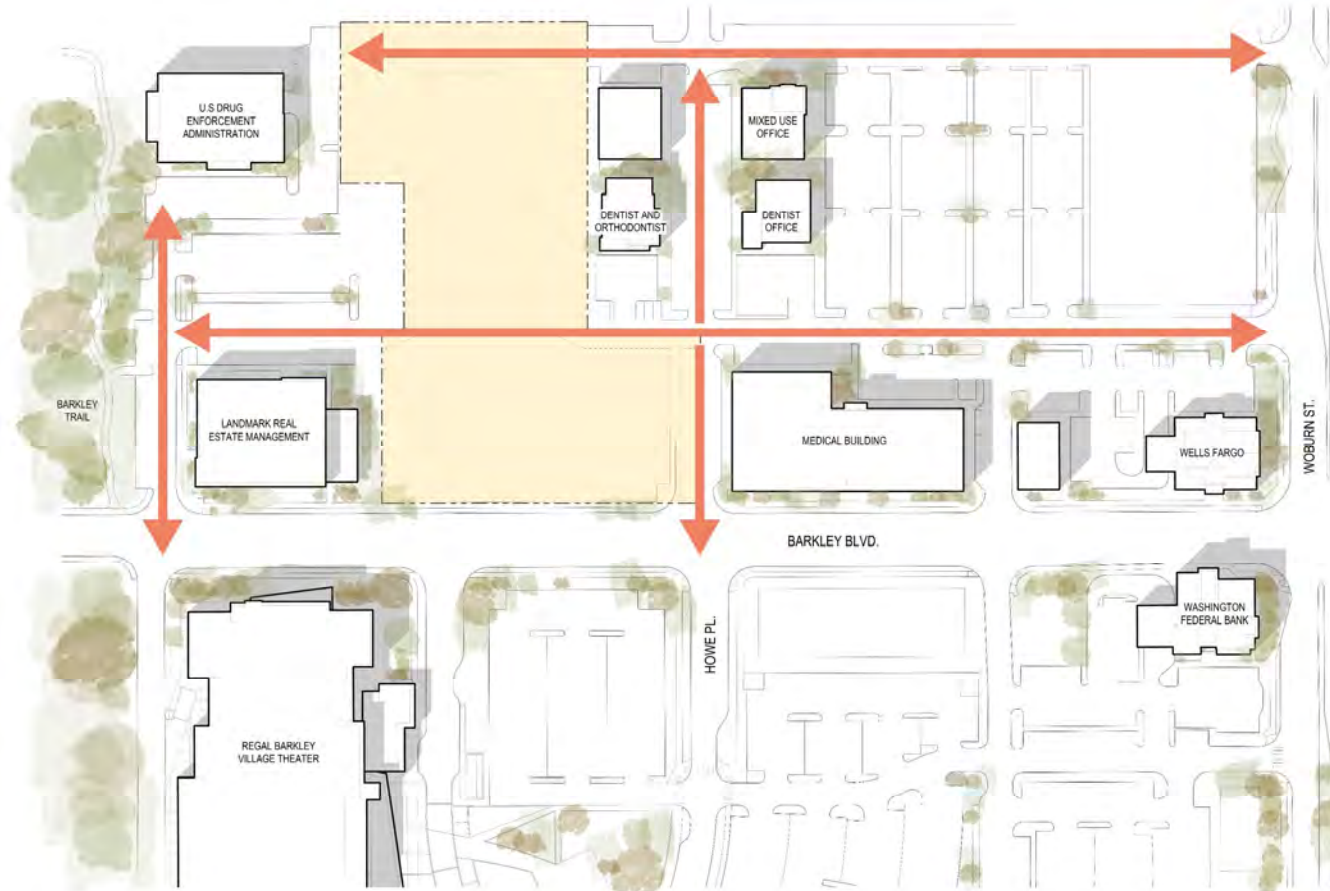 U.S DRUG
ENFORCEMENT
ADMINISTRATION
MIXED USE
OFFICE
DENTIST AND
ORTHODONTIST
DENTIST
OFFICE
BARKLEY
TRAIL
LANDMARK REAL
ESTATE MANAGEMENT
MEDICAL BUILDING
WELLS FARGO
WOBURN ST.
BARKLEY BLVD.
WASHINGTON
FEDERAL BANK
HOWE PL.
REGAL BARKLEY
VILLAGE THEATER